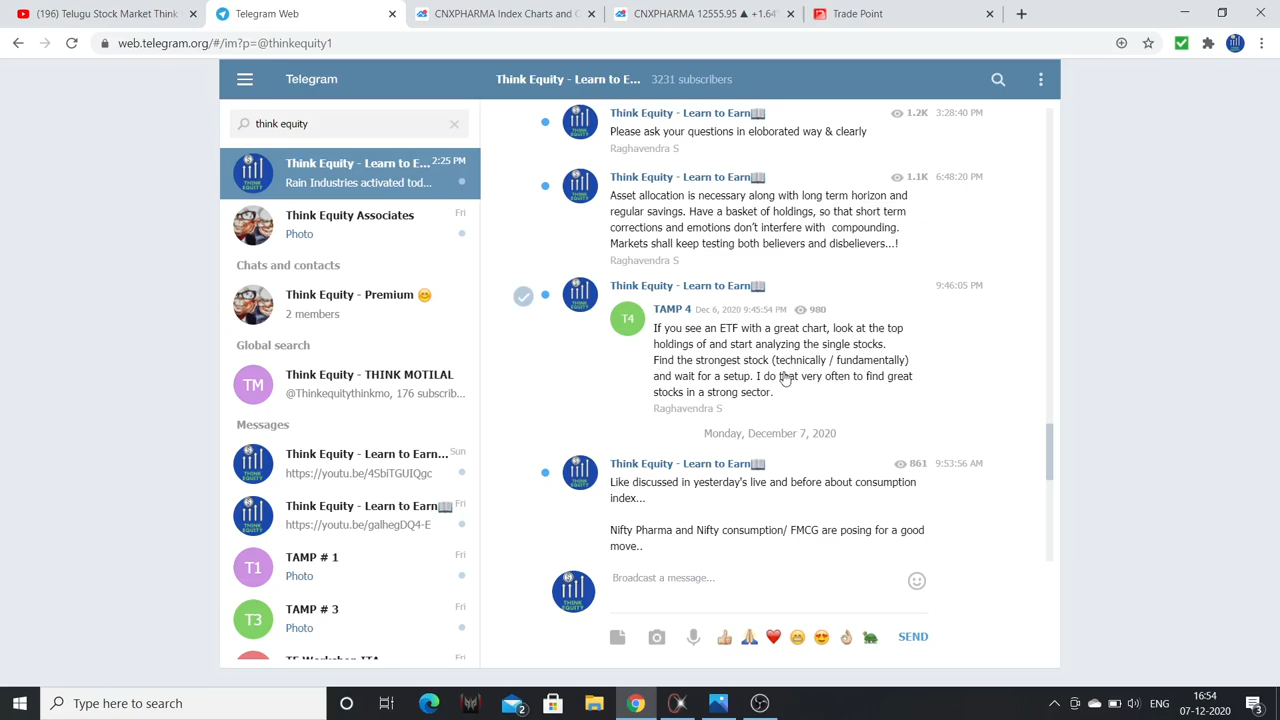 (196) Telugu Stock Market Think
Telegram Web
CNXPHARMA Index Charts and C
CNXPHARMA 12555.95 ▲ +1.64
Trade Point
web.telegram.org/#/im?p=@thinkequity1
Telegram
Think Equity - Learn to E... 3231 subscribers
think equity
Think Equity - Learn to E... 2:25 PM
Rain Industries activated tod...
Think Equity Associates Fri
Photo
Chats and contacts
Think Equity - Premium 😊
2 members
Global search
TM
Think Equity - THINK MOTILAL
@Thinkequitythinkmo, 176 subscrib...
Messages
Think Equity - Learn to Earn... Sun
https://youtu.be/4SbiTGUIQgc
Think Equity - Learn to Earn📖 Fri
https://youtu.be/galhegDQ4-E
T1
TAMP # 1 Fri
Photo
T3
TAMP # 3 Fri
Photo
Think Equity - Learn to Earn📖 1.2K 3:28:40 PM
Please ask your questions in eloborated way & clearly
Raghavendra S
Think Equity - Learn to Earn📖 1.1K 6:48:20 PM
Asset allocation is necessary along with long term horizon and
regular savings. Have a basket of holdings, so that short term
corrections and emotions don't interfere with compounding.
Markets shall keep testing both believers and disbelievers...!
Raghavendra S
Think Equity - Learn to Earn📖 9:46:05 PM
T4
TAMP 4 Dec 6, 2020 9:45:54 PM 980
If you see an ETF with a great chart, look at the top
holdings of and start analyzing the single stocks.
Find the strongest stock (technically / fundamentally)
and wait for a setup. I do that very often to find great
stocks in a strong sector.
Raghavendra S
Monday, December 7, 2020
Think Equity - Learn to Earn📖 861 9:53:56 AM
Like discussed in yesterday's live and before about consumption
index...
Nifty Pharma and Nifty consumption/ FMCG are posing for a good
move..
Broadcast a message...
SEND
Type here to search
2
ENG
16:54
07-12-2020
3